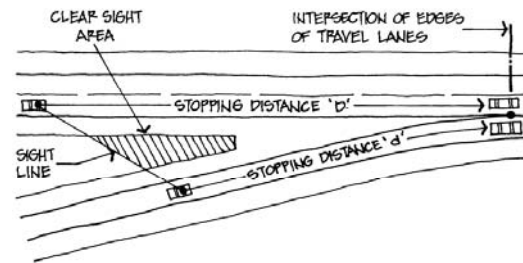 CLEAR SIGHT
AREA
INTERSECTION OF EDGES
OF TRAVEL LANES
STOPPING DISTANCE 'D'
SIGHT
LINE
STOPPING DISTANCE 'd'